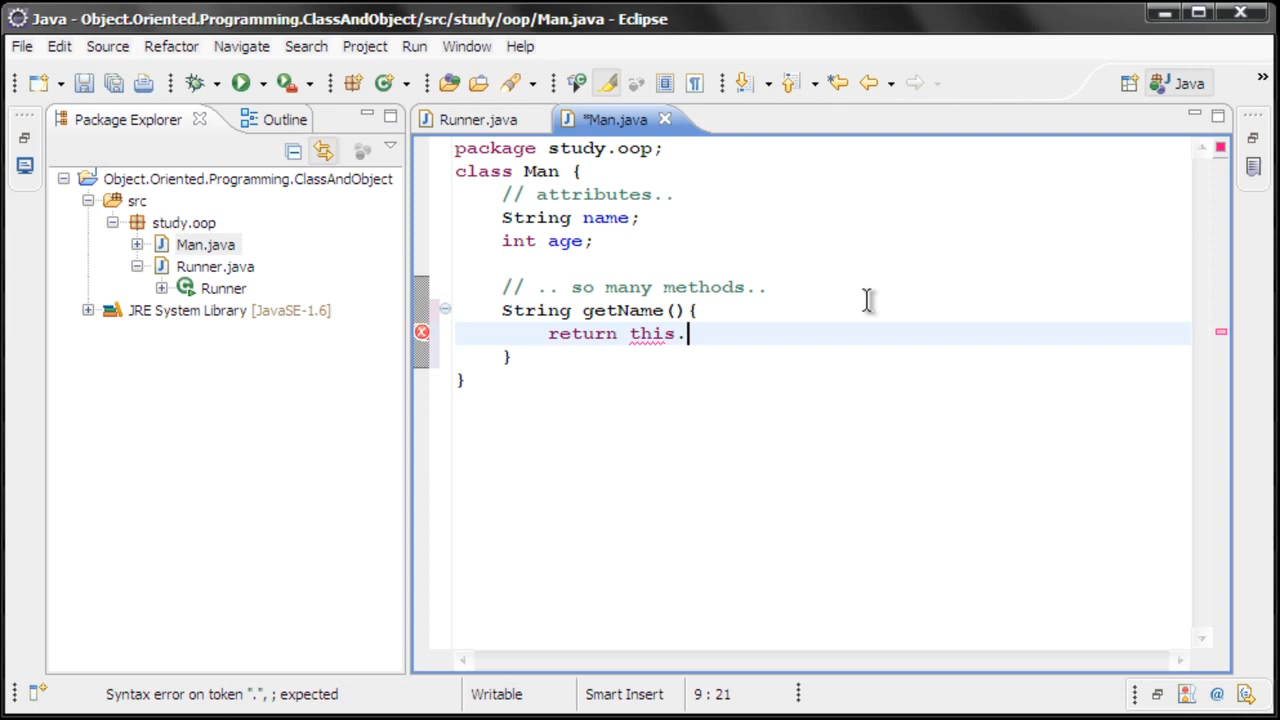 Java - Object.Oriented.Programming.ClassAndObject/src/study/oop/Man.java - Eclipse
File Edit Source Refactor Navigate Search Project Run Window Help
Java
Package Explorer Outline
Runner.java *Man.java
Object.Oriented.Programming.ClassAndObject
src
study.oop
Man.java
Runner.java
Runner
JRE System Library [JavaSE-1.6]
package study.oop;
class Man {
// attributes..
String name;
int age;
// .. so many methods..
String getName(){
return this.
}
}
Syntax error on token ".", ; expected Writable Smart Insert 9 : 21